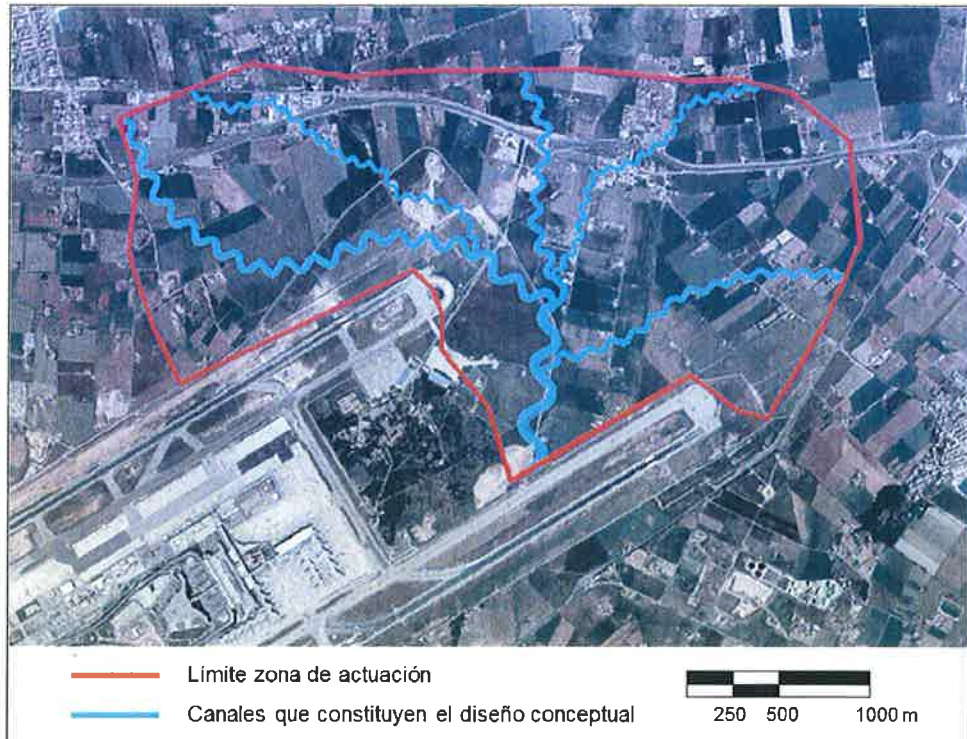 Límite zona de actuación
Canales que constituyen el diseño conceptual
250 500 1000 m